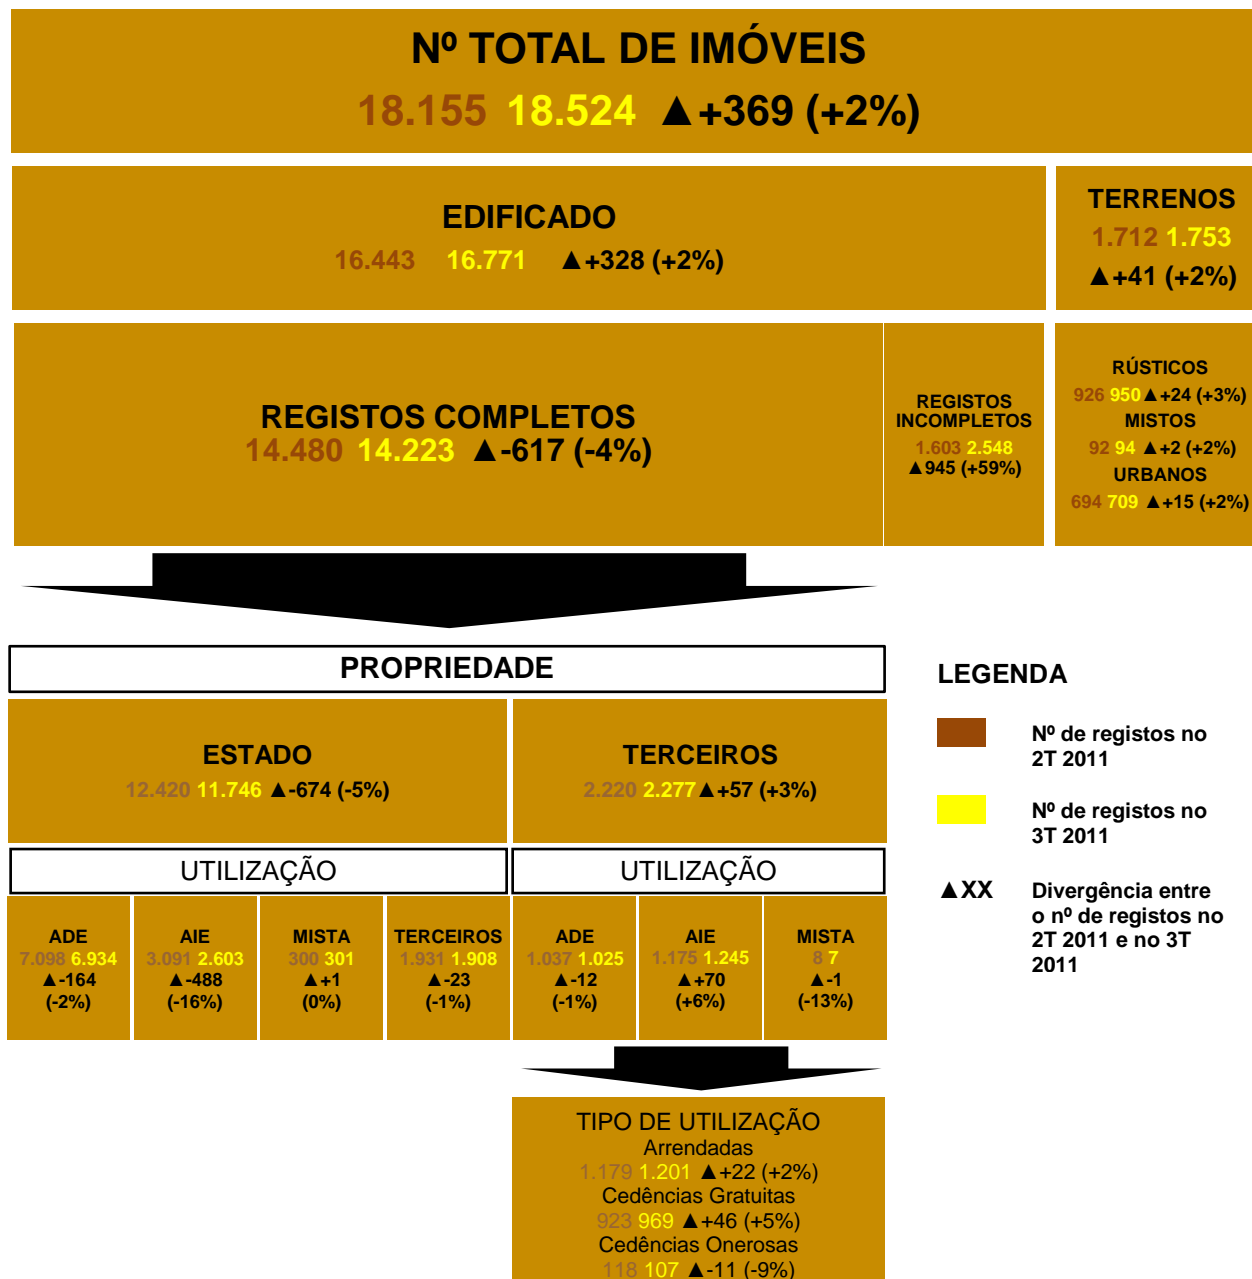 Nº TOTAL DE IMÓVEIS
18.155 18.524 ▲+369 (+2%)
EDIFICADO
16.443 16.771 ▲+328 (+2%)
TERRENOS
1.712 1.753
▲+41 (+2%)
REGISTOS COMPLETOS
14.480 14.223 ▲-617 (-4%)
REGISTOS
INCOMPLETOS
1.603 2.548
▲945 (+59%)
RÚSTICOS
926 950▲+24 (+3%)
MISTOS
92 94 ▲+2 (+2%)
URBANOS
694 709 ▲+15 (+2%)
PROPRIEDADE
ESTADO
12.420 11.746 ▲-674 (-5%)
TERCEIROS
2.220 2.277▲+57 (+3%)
UTILIZAÇÃO
UTILIZAÇÃO
ADE
7.098 6.934
▲-164
(-2%)
AIE
3.091 2.603
▲-488
(-16%)
MISTA
300 301
▲+1
(0%)
TERCEIROS
1.931 1.908
▲-23
(-1%)
ADE
1.037 1.025
▲-12
(-1%)
AIE
1.175 1.245
▲+70
(+6%)
MISTA
8 7
▲-1
(-13%)
TIPO DE UTILIZAÇÃO
Arrendadas
1.179 1.201 ▲+22 (+2%)
Cedências Gratuitas
923 969 ▲+46 (+5%)
Cedências Onerosas
118 107 ▲-11 (-9%)
LEGENDA
Nº de registos no
2T 2011
Nº de registos no
3T 2011
▲XX Divergência entre
o nº de registos no
2T 2011 e no 3T
2011